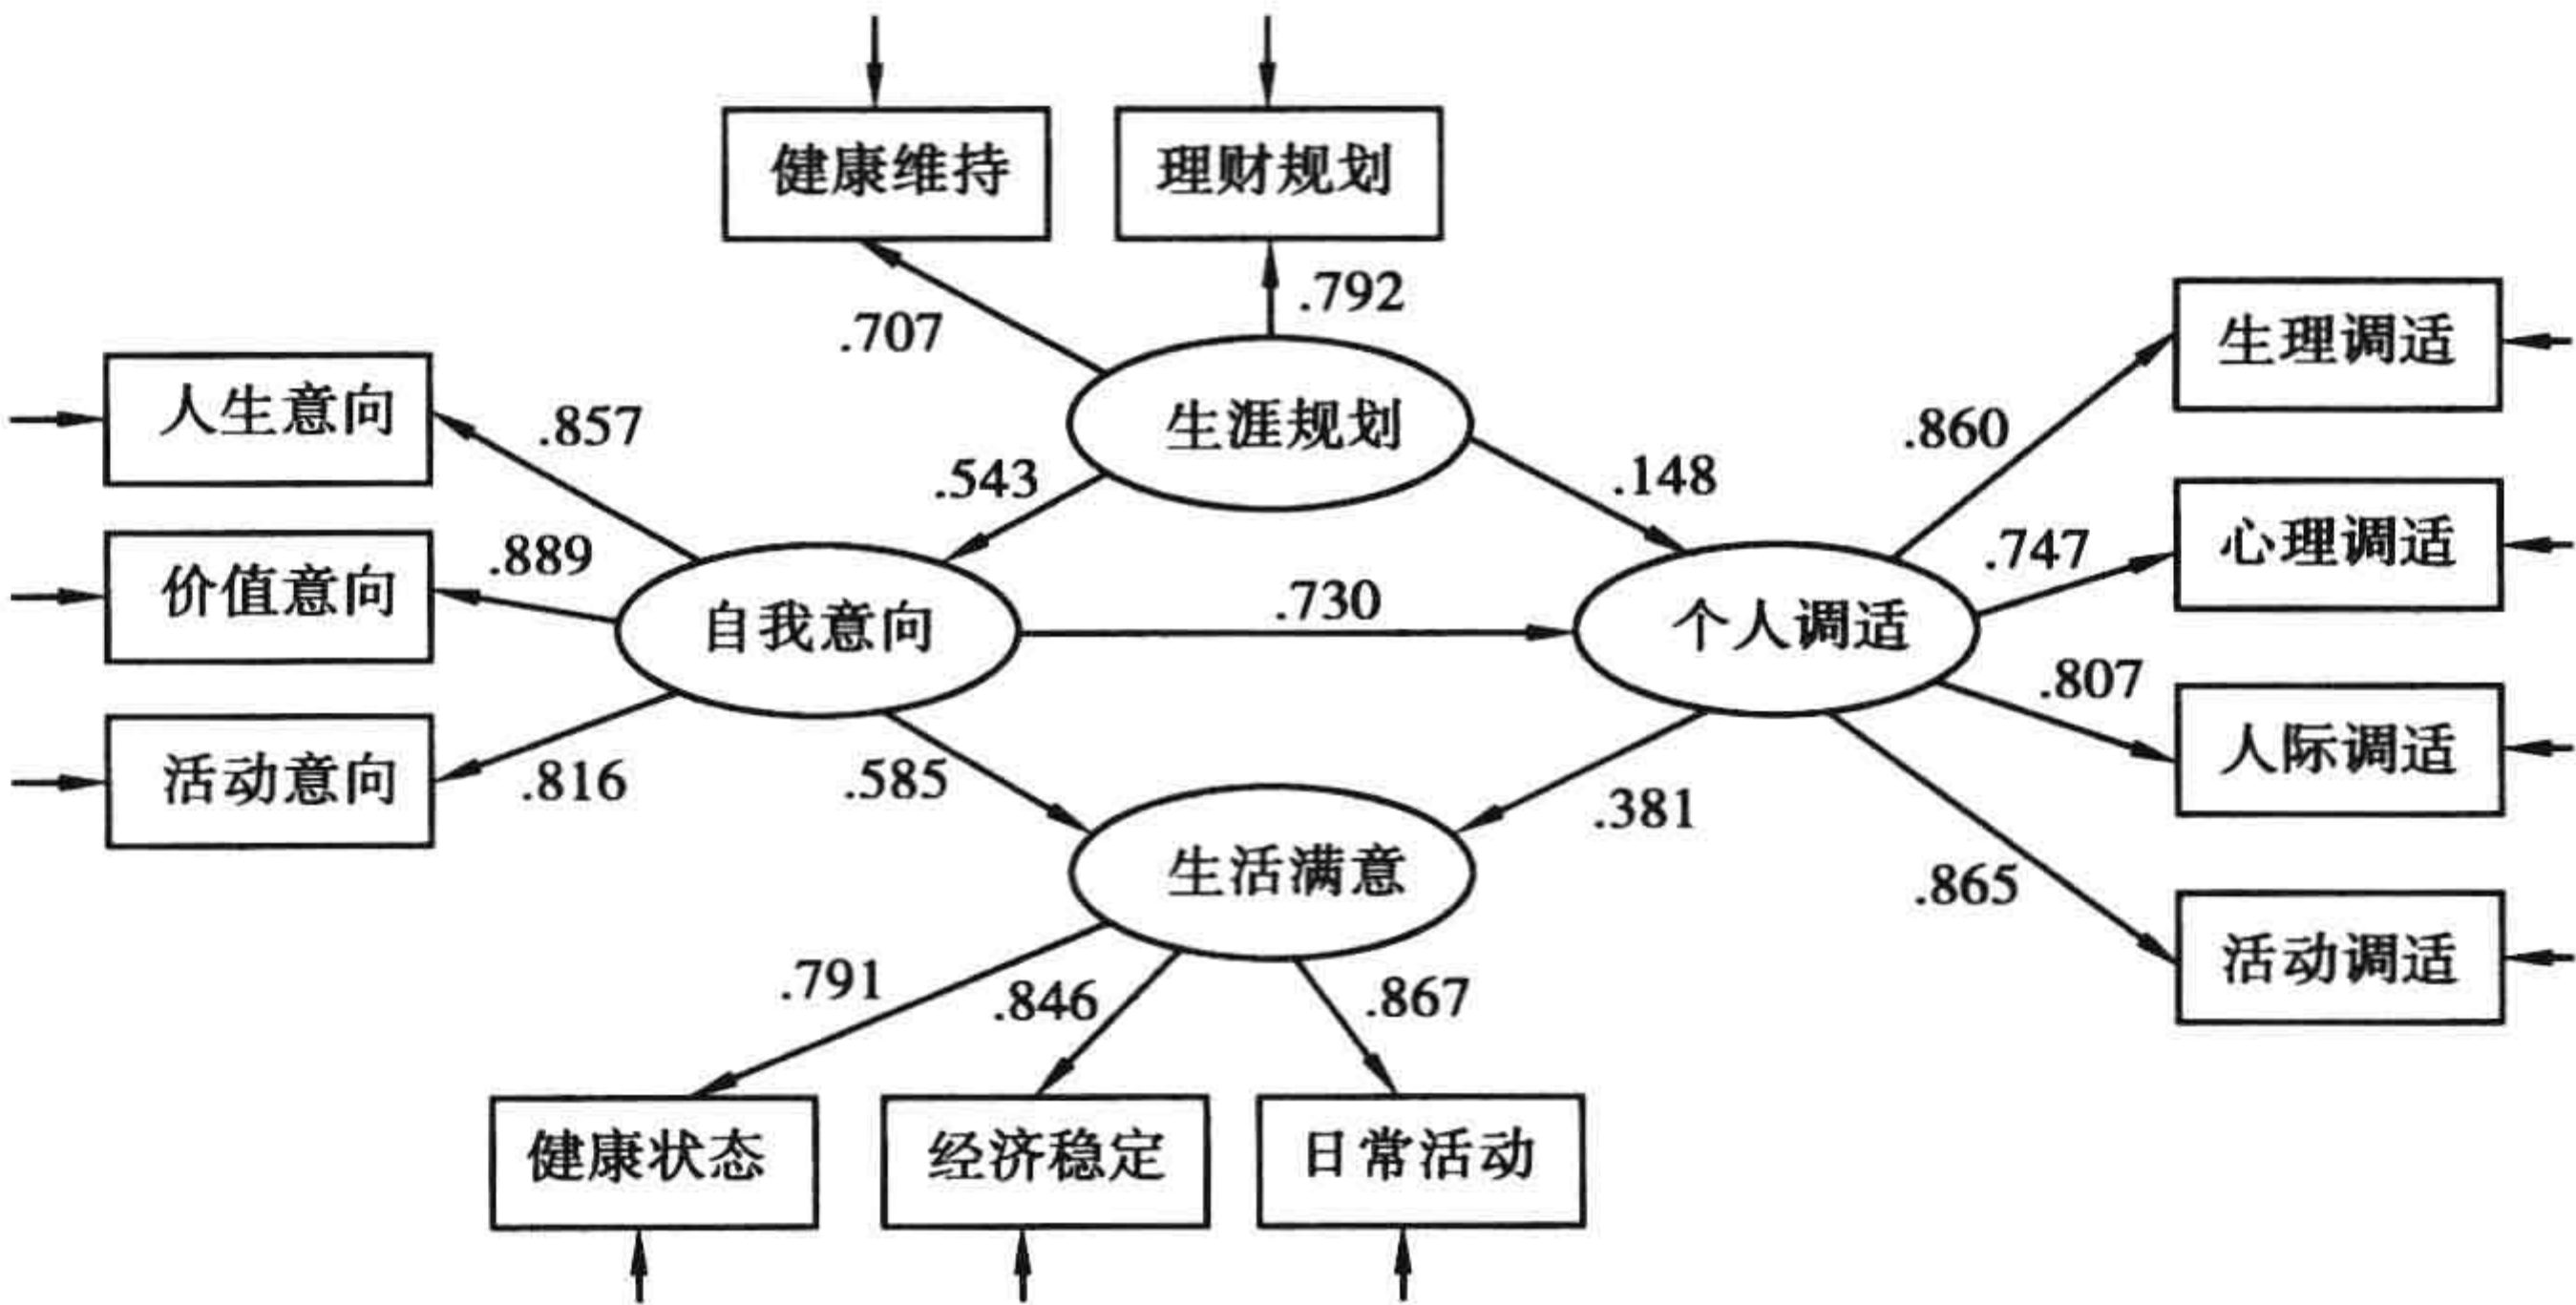 健康维持
理财规划
.707
.792
生理调适
人生意向
.857
生涯规划
.860
.543
.148
心理调适
价值意向
.889
.747
自我意向
.730
个人调适
.807
人际调适
活动意向
.816
.585
.381
生活满意
.865
活动调适
.791
.846
.867
健康状态
经济稳定
日常活动